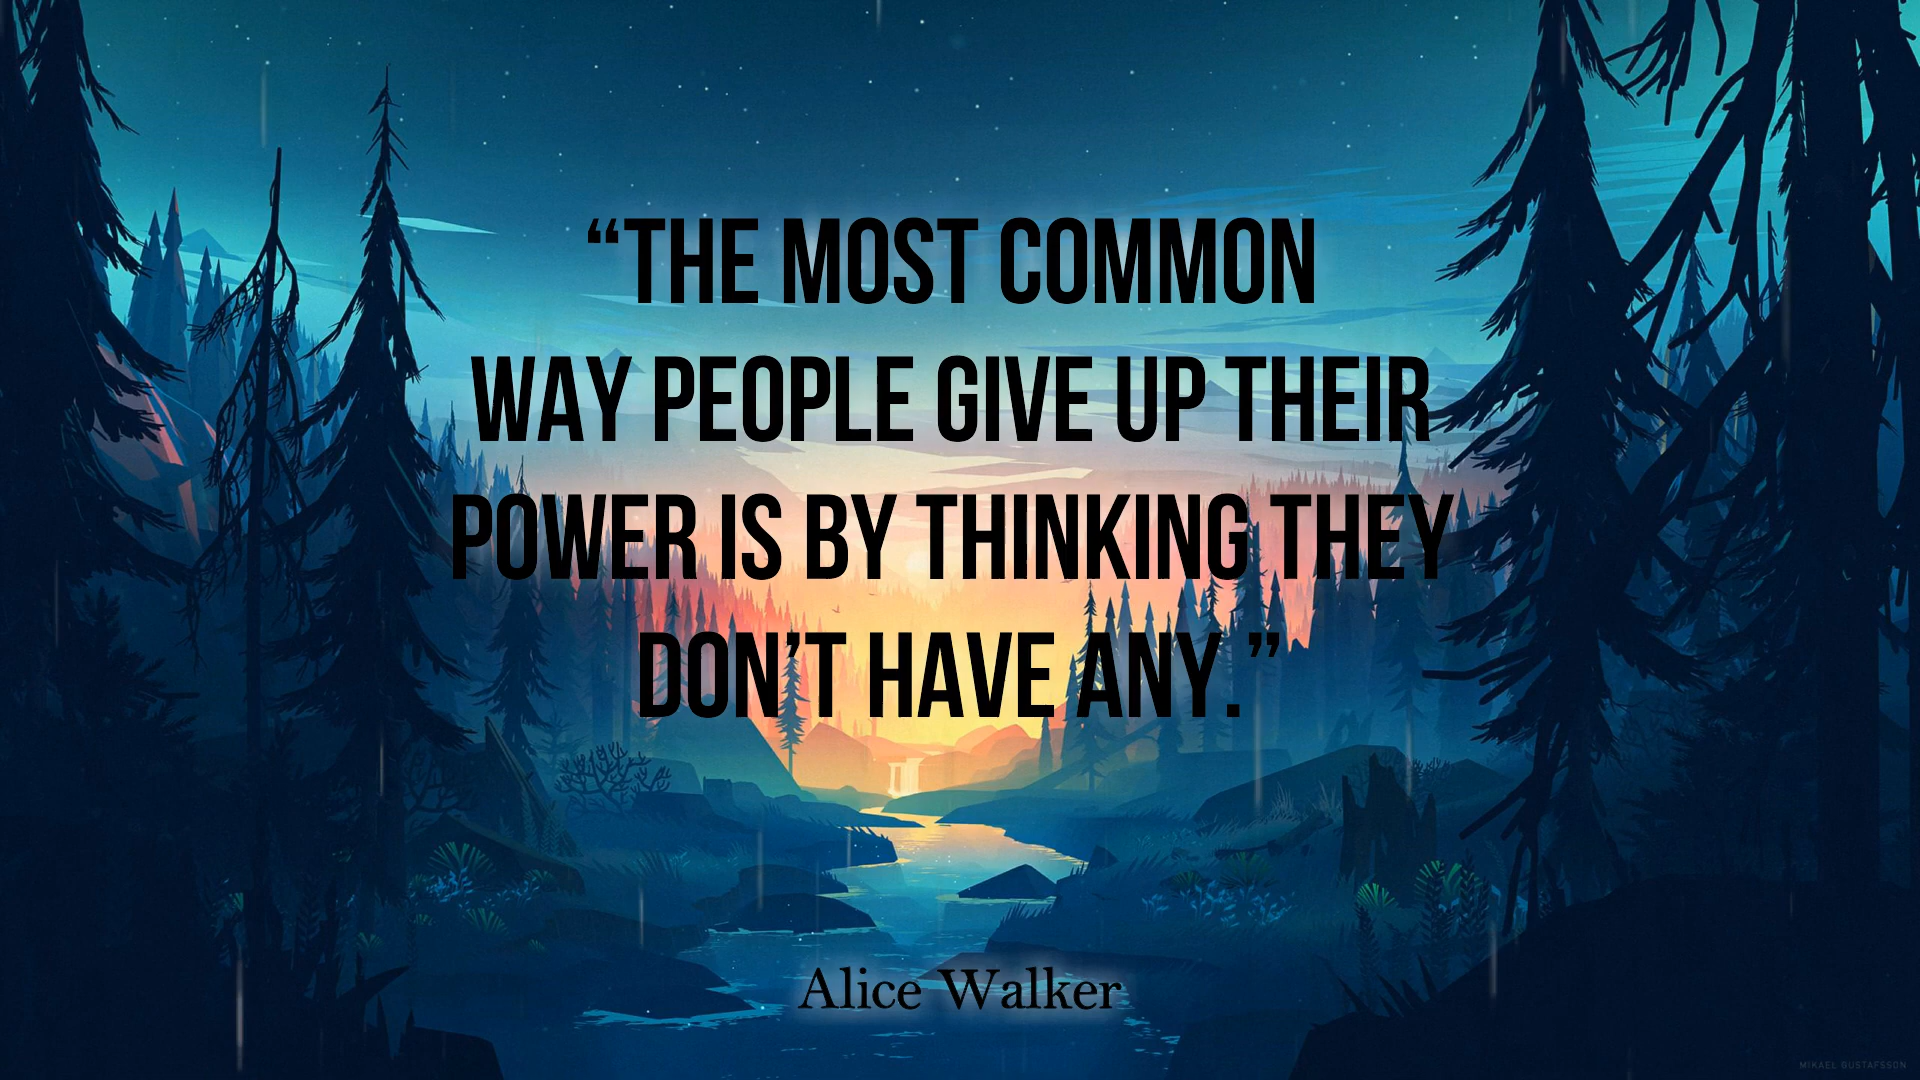 “THE MOST COMMON
WAY PEOPLE GIVE UP THEIR
POWER IS BY THINKING THEY
DON’T HAVE ANY.”
Alice Walker
MIKAEL GUSTAFSSON